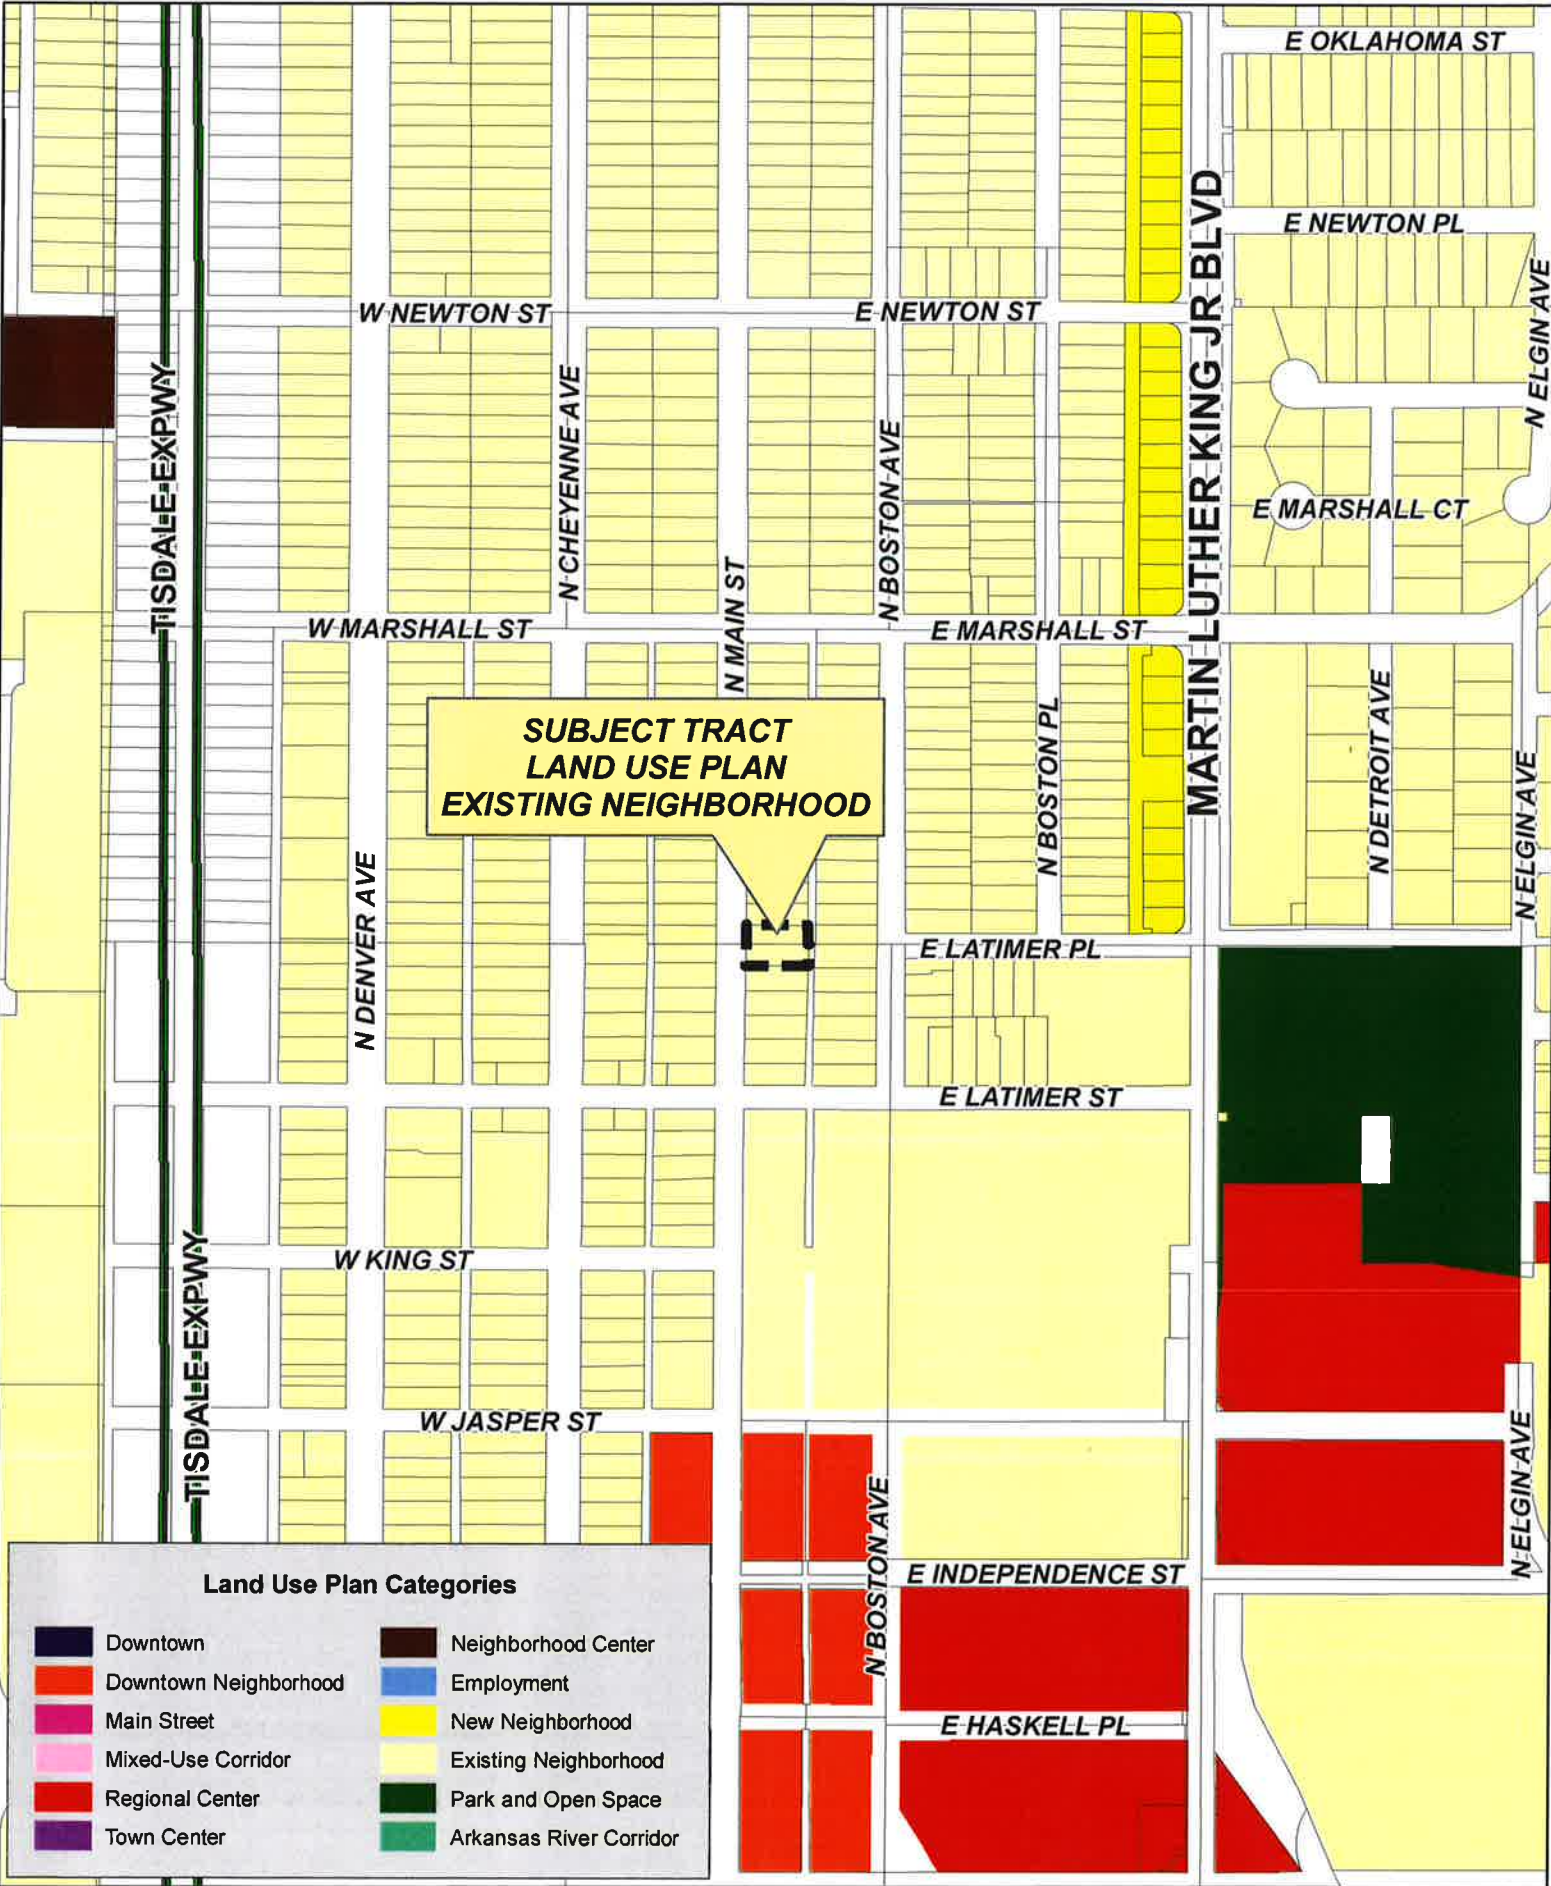 E OKLAHOMA ST
E NEWTON PL
W NEWTON ST
E NEWTON ST
MARTIN LUTHER KING JR BLVD
N ELGIN AVE
TISDALE EXPWY
N CHEYENNE AVE
N BOSTON AVE
E MARSHALL CT
N MAIN ST
W MARSHALL ST
E MARSHALL ST
SUBJECT TRACT
LAND USE PLAN
EXISTING NEIGHBORHOOD
N BOSTON PL
N DETROIT AVE
N ELGIN AVE
N DENVER AVE
E LATIMER PL
E LATIMER ST
W KING ST
TISDALE EXPWY
W JASPER ST
N BOSTON AVE
N ELGIN AVE
E INDEPENDENCE ST
E HASKELL PL
Land Use Plan Categories
Downtown
Downtown Neighborhood
Main Street
Mixed-Use Corridor
Regional Center
Town Center
Neighborhood Center
Employment
New Neighborhood
Existing Neighborhood
Park and Open Space
Arkansas River Corridor